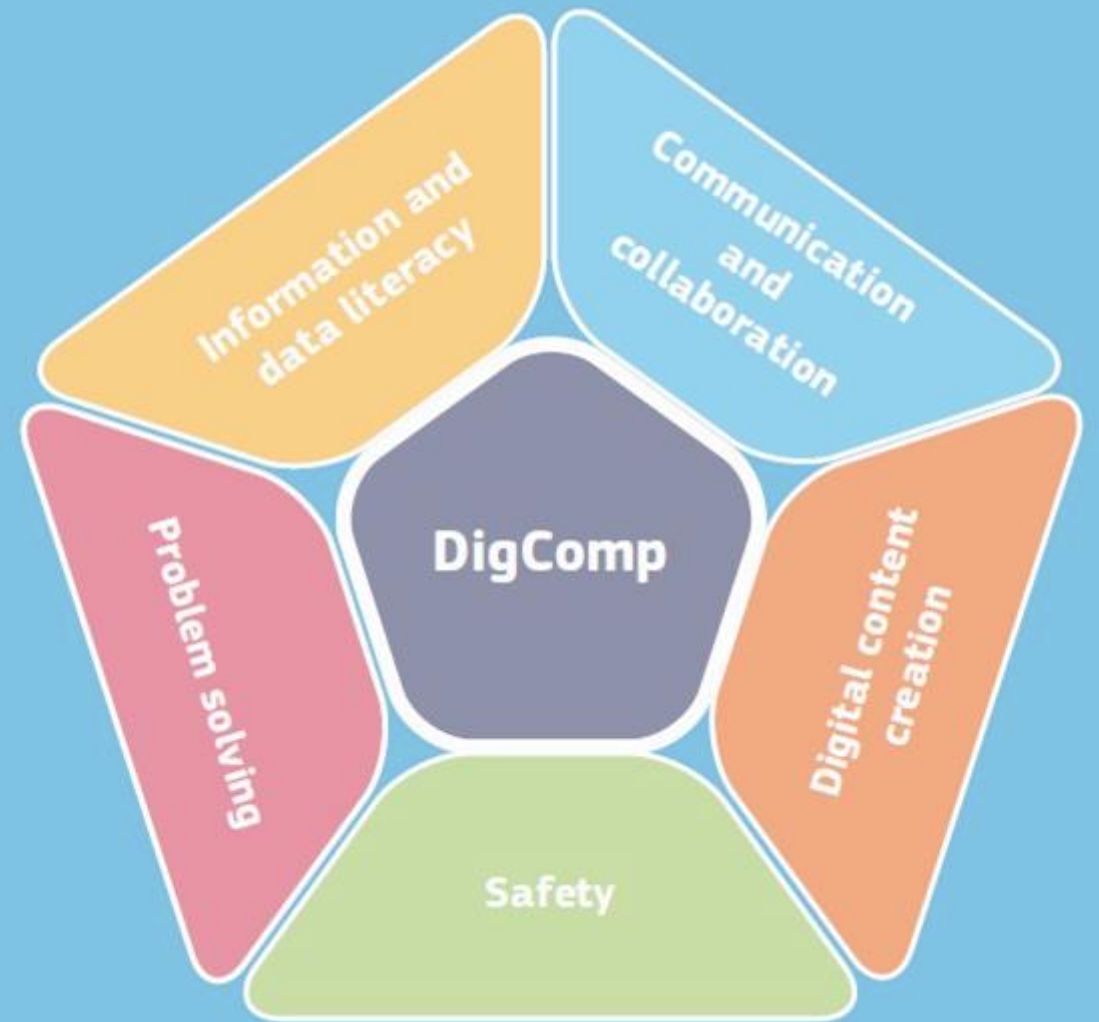 Information and
data literacy
Communication
and
collaboration
DigComp
Problem solving
Digital content
creation
Safety